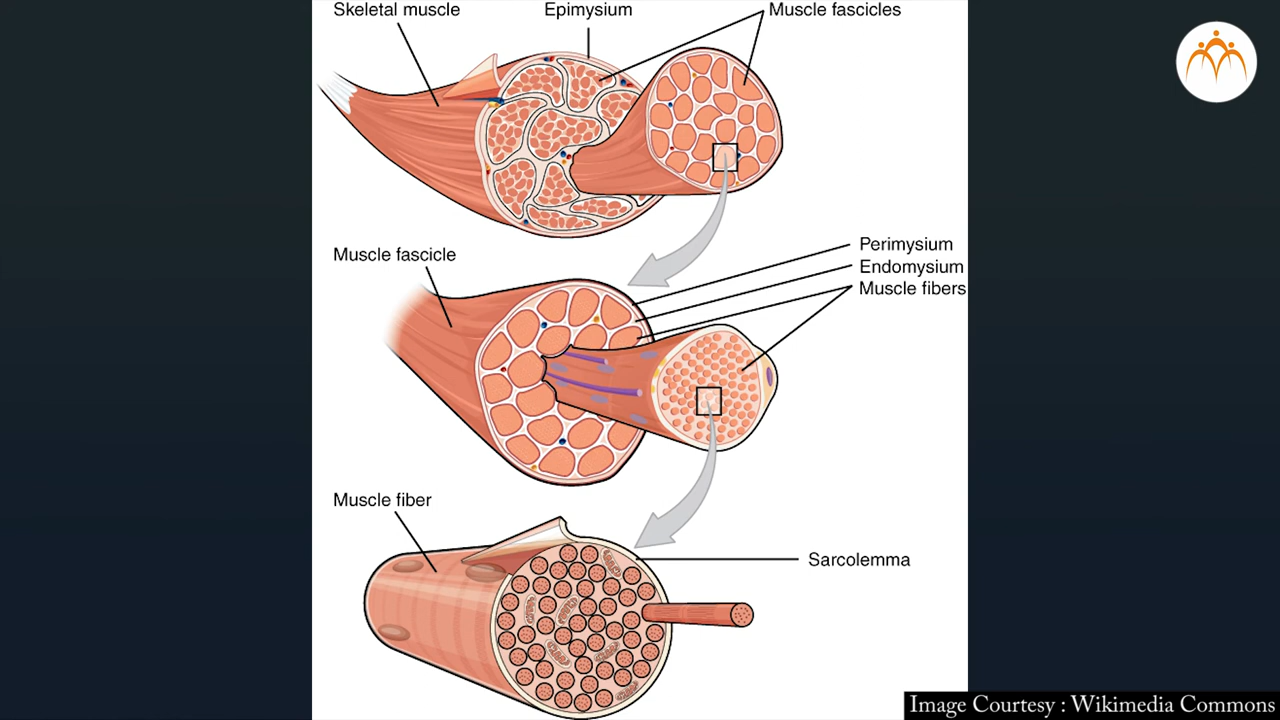 Skeletal muscle
Epimysium
Muscle fascicles
Muscle fascicle
Perimysium
Endomysium
Muscle fibers
Muscle fiber
Sarcolemma
Image Courtesy : Wikimedia Commons